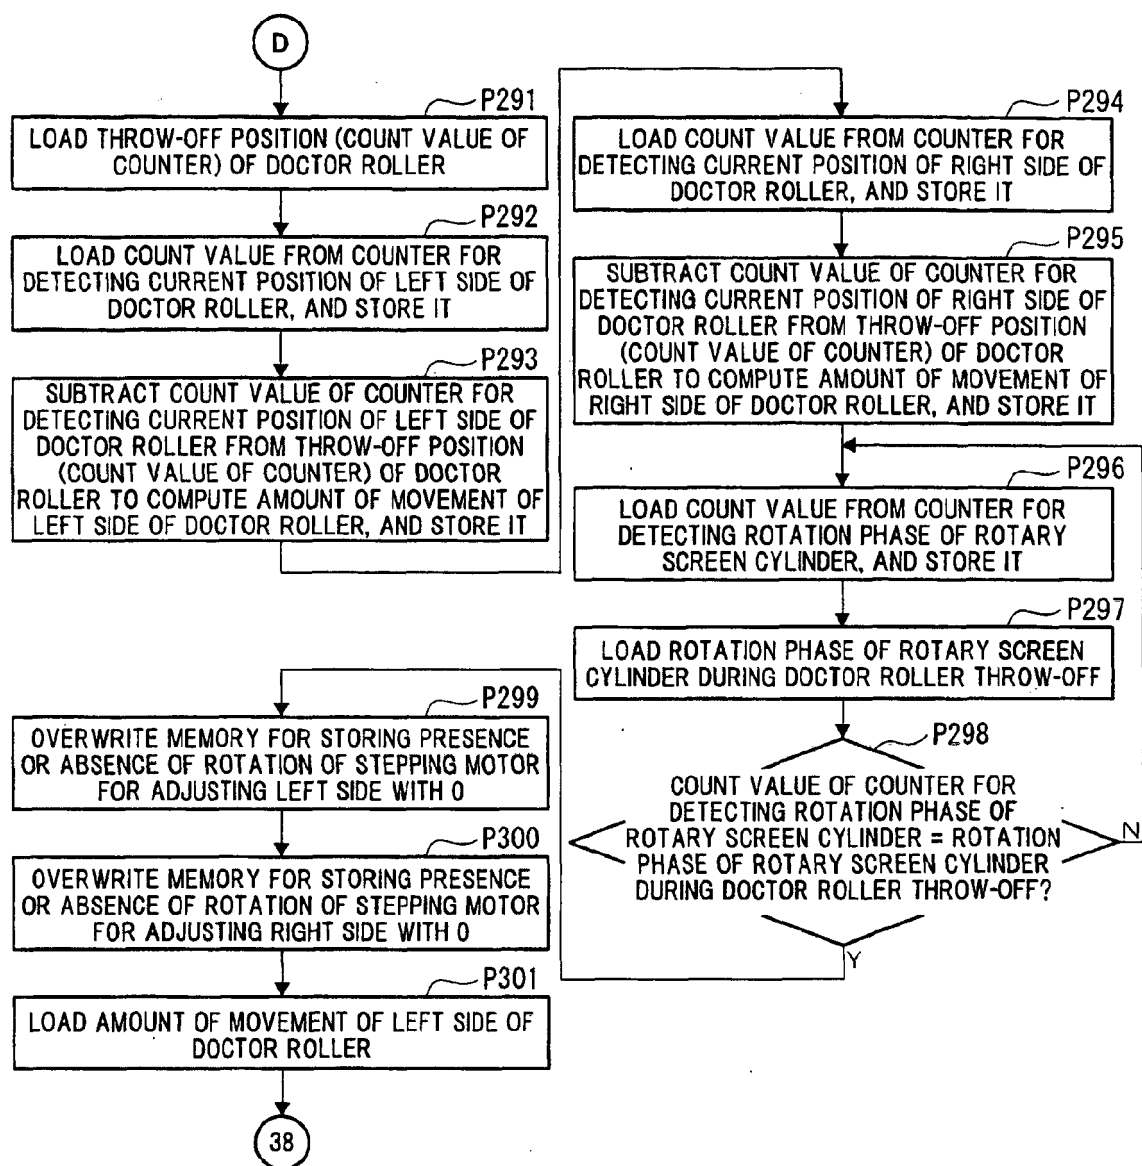 D
P291
LOAD THROW-OFF POSITION (COUNT VALUE OF
COUNTER) OF DOCTOR ROLLER
P292
LOAD COUNT VALUE FROM COUNTER FOR
DETECTING CURRENT POSITION OF LEFT SIDE OF
DOCTOR ROLLER, AND STORE IT
P293
SUBTRACT COUNT VALUE OF COUNTER FOR
DETECTING CURRENT POSITION OF LEFT SIDE OF
DOCTOR ROLLER FROM THROW-OFF POSITION
(COUNT VALUE OF COUNTER) OF DOCTOR
ROLLER TO COMPUTE AMOUNT OF MOVEMENT OF
LEFT SIDE OF DOCTOR ROLLER, AND STORE IT
P294
LOAD COUNT VALUE FROM COUNTER FOR
DETECTING CURRENT POSITION OF RIGHT SIDE OF
DOCTOR ROLLER, AND STORE IT
P295
SUBTRACT COUNT VALUE OF COUNTER FOR
DETECTING CURRENT POSITION OF RIGHT SIDE OF
DOCTOR ROLLER FROM THROW-OFF POSITION
(COUNT VALUE OF COUNTER) OF DOCTOR
ROLLER TO COMPUTE AMOUNT OF MOVEMENT OF
RIGHT SIDE OF DOCTOR ROLLER, AND STORE IT
P296
LOAD COUNT VALUE FROM COUNTER FOR
DETECTING ROTATION PHASE OF ROTARY
SCREEN CYLINDER, AND STORE IT
P297
LOAD ROTATION PHASE OF ROTARY SCREEN
CYLINDER DURING DOCTOR ROLLER THROW-OFF
P298
COUNT VALUE OF COUNTER FOR
DETECTING ROTATION PHASE OF
ROTARY SCREEN CYLINDER = ROTATION
PHASE OF ROTARY SCREEN CYLINDER
DURING DOCTOR ROLLER THROW-OFF?
N
Y
P299
OVERWRITE MEMORY FOR STORING PRESENCE
OR ABSENCE OF ROTATION OF STEPPING MOTOR
FOR ADJUSTING LEFT SIDE WITH 0
P300
OVERWRITE MEMORY FOR STORING PRESENCE
OR ABSENCE OF ROTATION OF STEPPING MOTOR
FOR ADJUSTING RIGHT SIDE WITH 0
P301
LOAD AMOUNT OF MOVEMENT OF LEFT SIDE OF
DOCTOR ROLLER
38